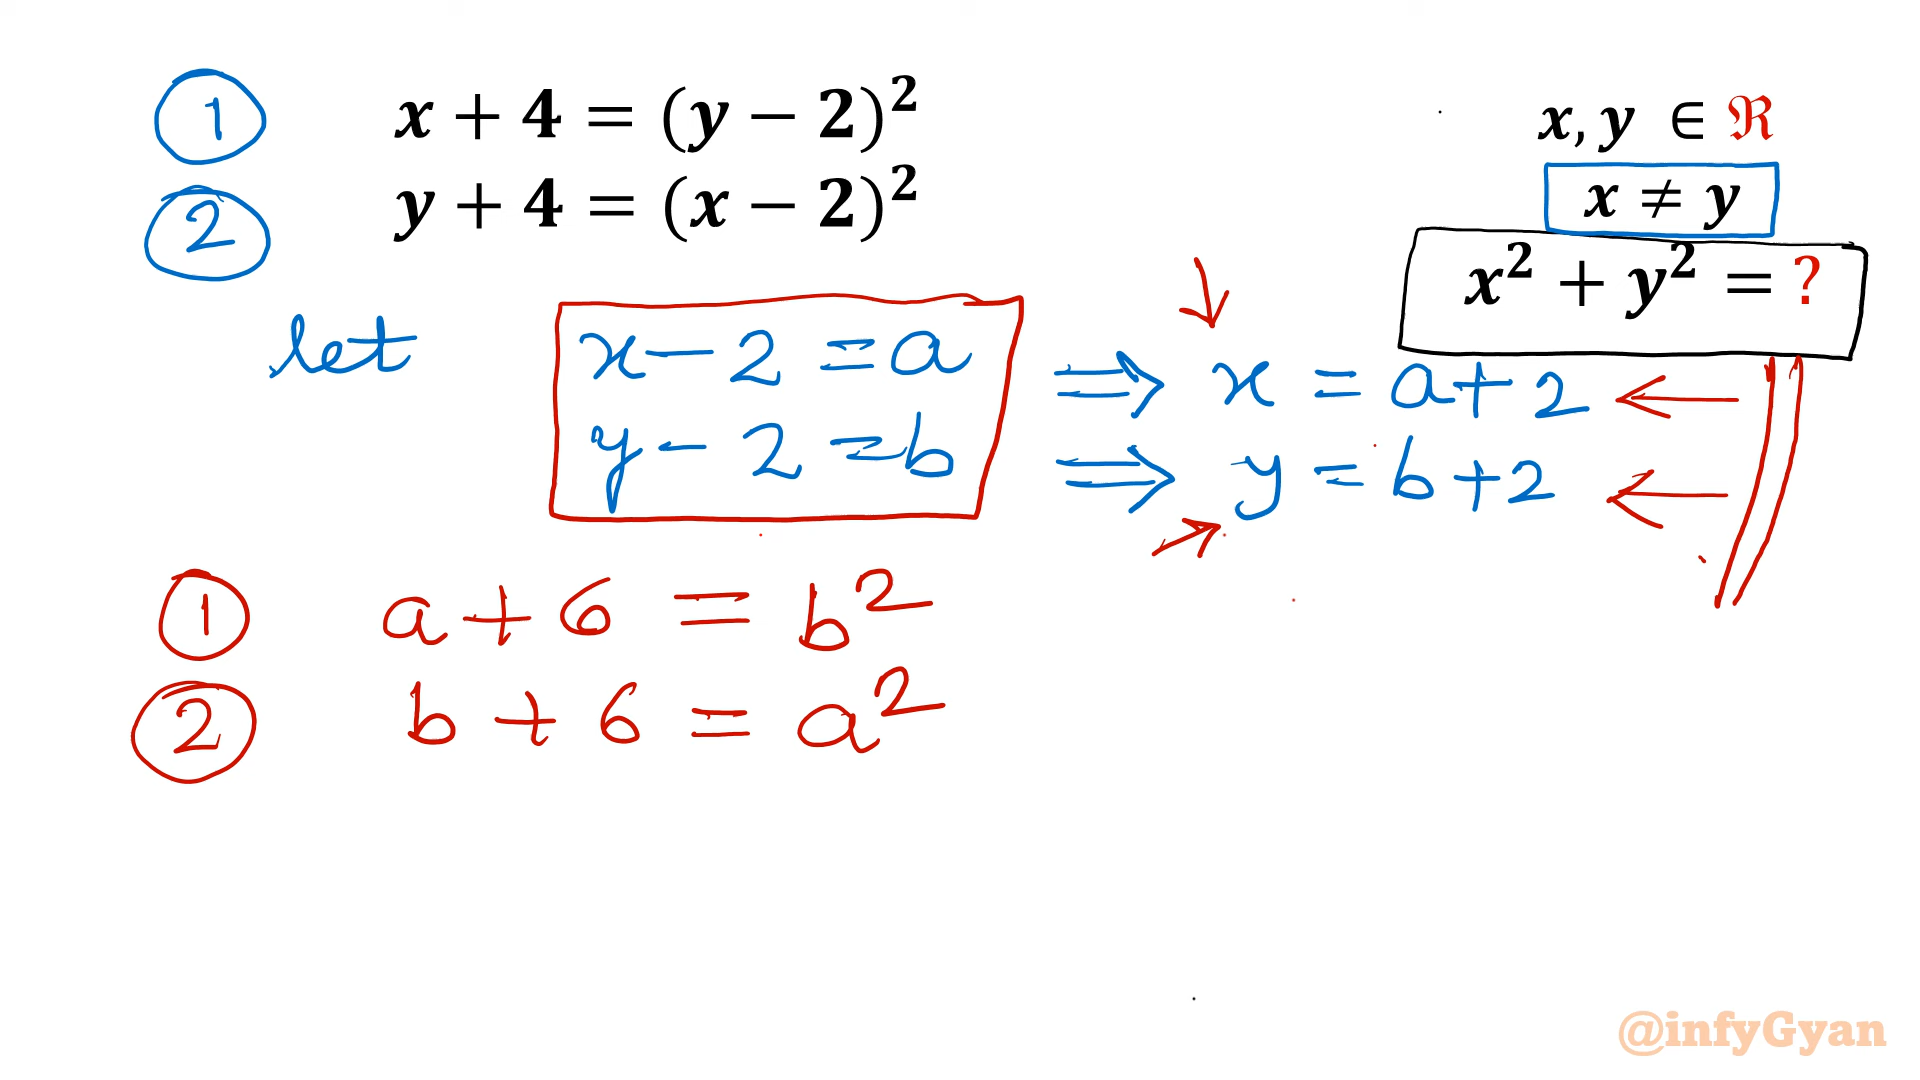 1 x + 4 = (y − 2)²
2 y + 4 = (x − 2)²
x, y ∈ ℜ
x ≠ y
x² + y² = ?
let x − 2 = a ⇒ x = a + 2 ←
y − 2 = b ⇒ y = b + 2 ←
1 a + 6 = b²
2 b + 6 = a²
@infyGyan